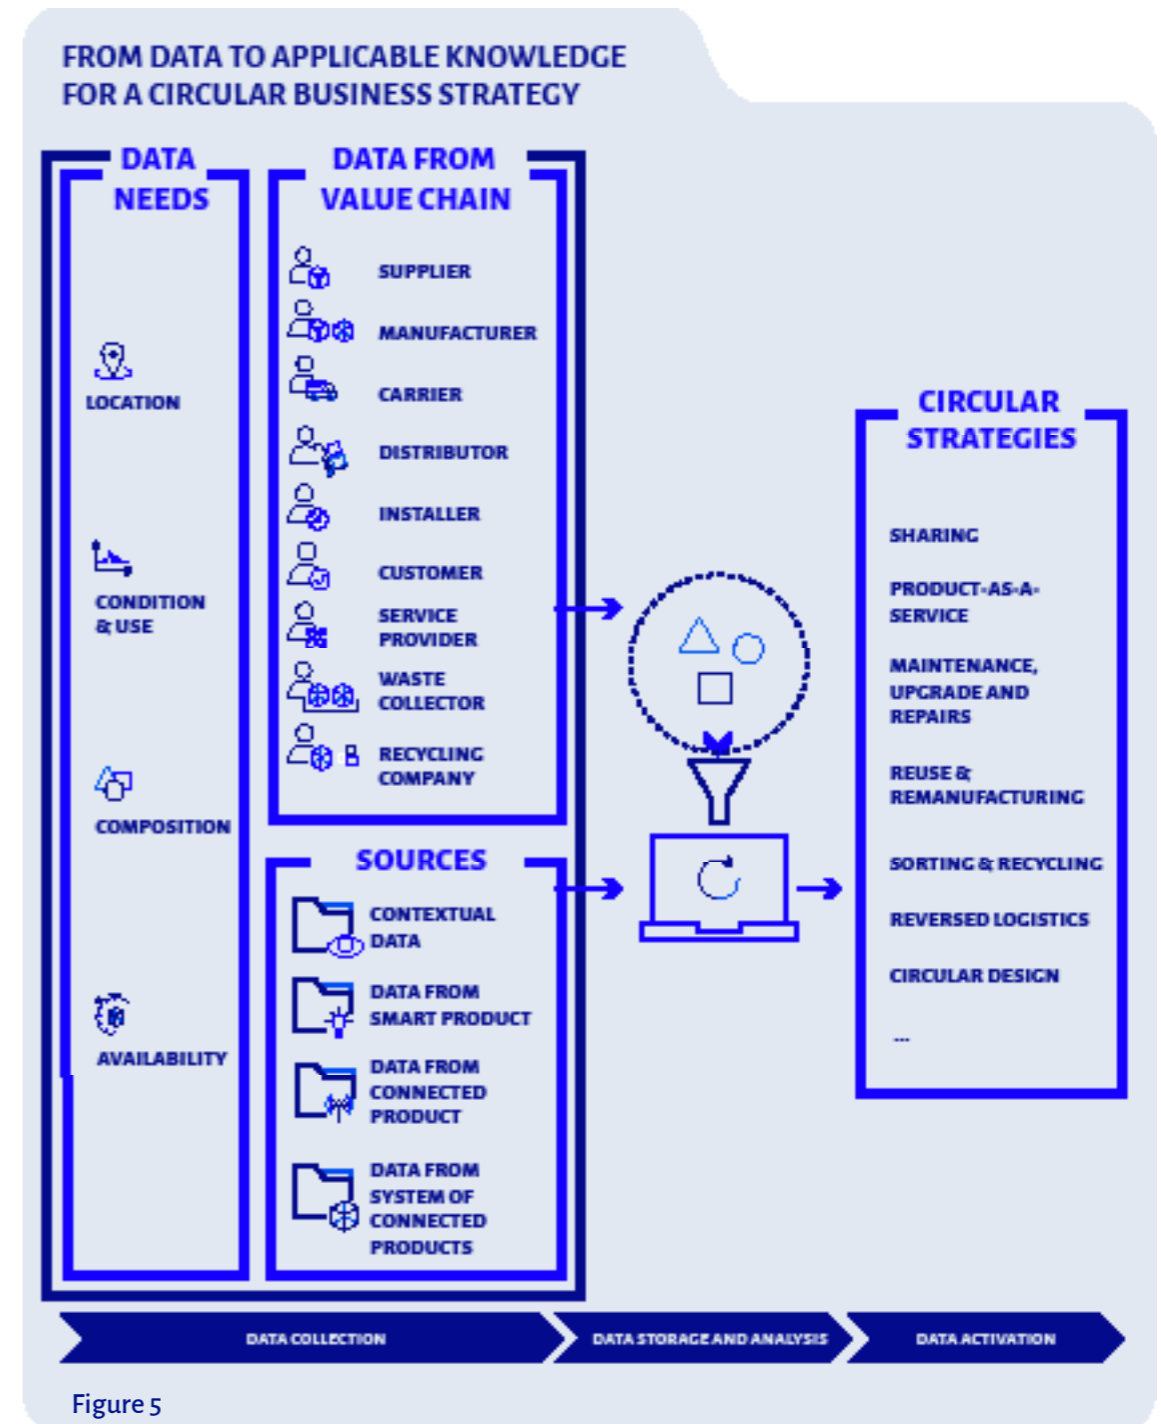 FROM DATA TO APPLICABLE KNOWLEDGE
FOR A CIRCULAR BUSINESS STRATEGY
DATA
NEEDS
LOCATION
CONDITION
& USE
COMPOSITION
AVAILABILITY
DATA FROM
VALUE CHAIN
SUPPLIER
MANUFACTURER
CARRIER
DISTRIBUTOR
INSTALLER
CUSTOMER
SERVICE
PROVIDER
WASTE
COLLECTOR
RECYCLING
COMPANY
SOURCES
CONTEXTUAL
DATA
DATA FROM
SMART PRODUCT
DATA FROM
CONNECTED
PRODUCT
DATA FROM
SYSTEM OF
CONNECTED
PRODUCTS
CIRCULAR
STRATEGIES
SHARING
PRODUCT-AS-A-
SERVICE
MAINTENANCE,
UPGRADE AND
REPAIRS
REUSE &
REMANUFACTURING
SORTING & RECYCLING
REVERSED LOGISTICS
CIRCULAR DESIGN
...
DATA COLLECTION
DATA STORAGE AND ANALYSIS
DATA ACTIVATION
Figure 5